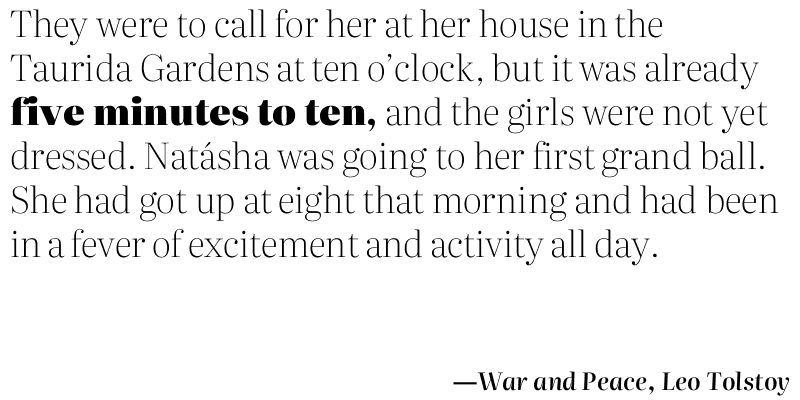 They were to call for her at her house in the
Taurida Gardens at ten o’clock, but it was already
five minutes to ten, and the girls were not yet
dressed. Natásha was going to her first grand ball.
She had got up at eight that morning and had been
in a fever of excitement and activity all day.
—War and Peace, Leo Tolstoy